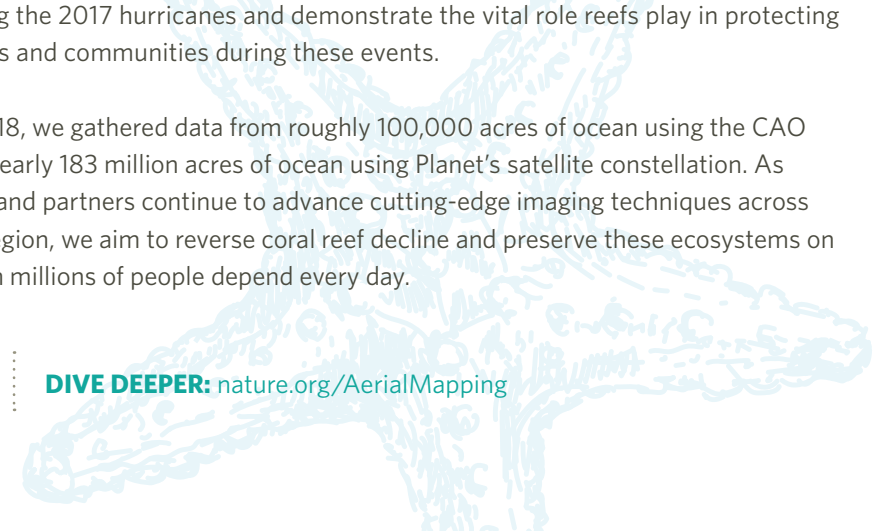 the 2017 hurricanes and demonstrate the vital role reefs play in protecting
and communities during these events.
18, we gathered data from roughly 100,000 acres of ocean using the CAO
183 million acres of ocean using Planet’s satellite constellation. As
and partners continue to advance cutting-edge imaging techniques across
we aim to reverse coral reef decline and preserve these ecosystems on
millions of people depend every day.
DIVE DEEPER: nature.org/AerialMapping